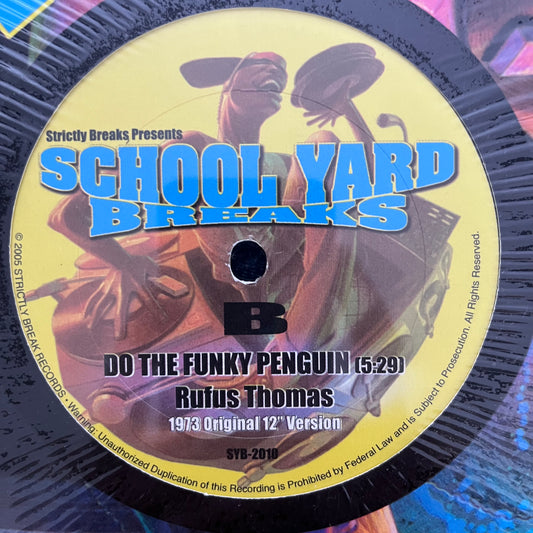 Strictly Breaks Presents
SCHOOL YARD
BREAKS
B
DO THE FUNKY PENGUIN (5:29)
Rufus Thomas
1973 Original 12" Version
SYB-2010
© 2005 STRICTLY BREAK RECORDS • Warning: Unauthorized Duplication of this Recording is Prohibited by Federal Law and is Subject to Prosecution. All Rights Reserved.